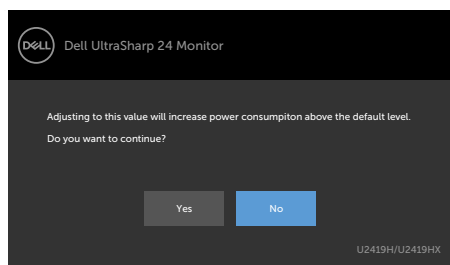 DELL Dell UltraSharp 24 Monitor
Adjusting to this value will increase power consumpiton above the default level.
Do you want to continue?
Yes No
U2419H/U2419HX